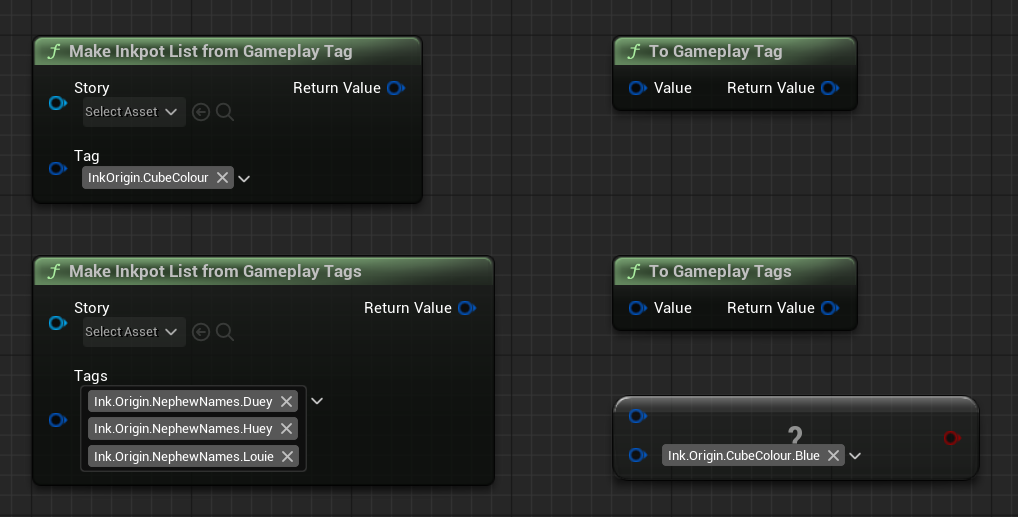 Make Inkpot List from Gameplay Tag
Story
Return Value
Select Asset
Tag
InkOrigin.CubeColour
To Gameplay Tag
Value
Return Value
Make Inkpot List from Gameplay Tags
Story
Return Value
Select Asset
Tags
Ink.Origin.NephewNames.Duey
Ink.Origin.NephewNames.Huey
Ink.Origin.NephewNames.Louie
To Gameplay Tags
Value
Return Value
?
Ink.Origin.CubeColour.Blue